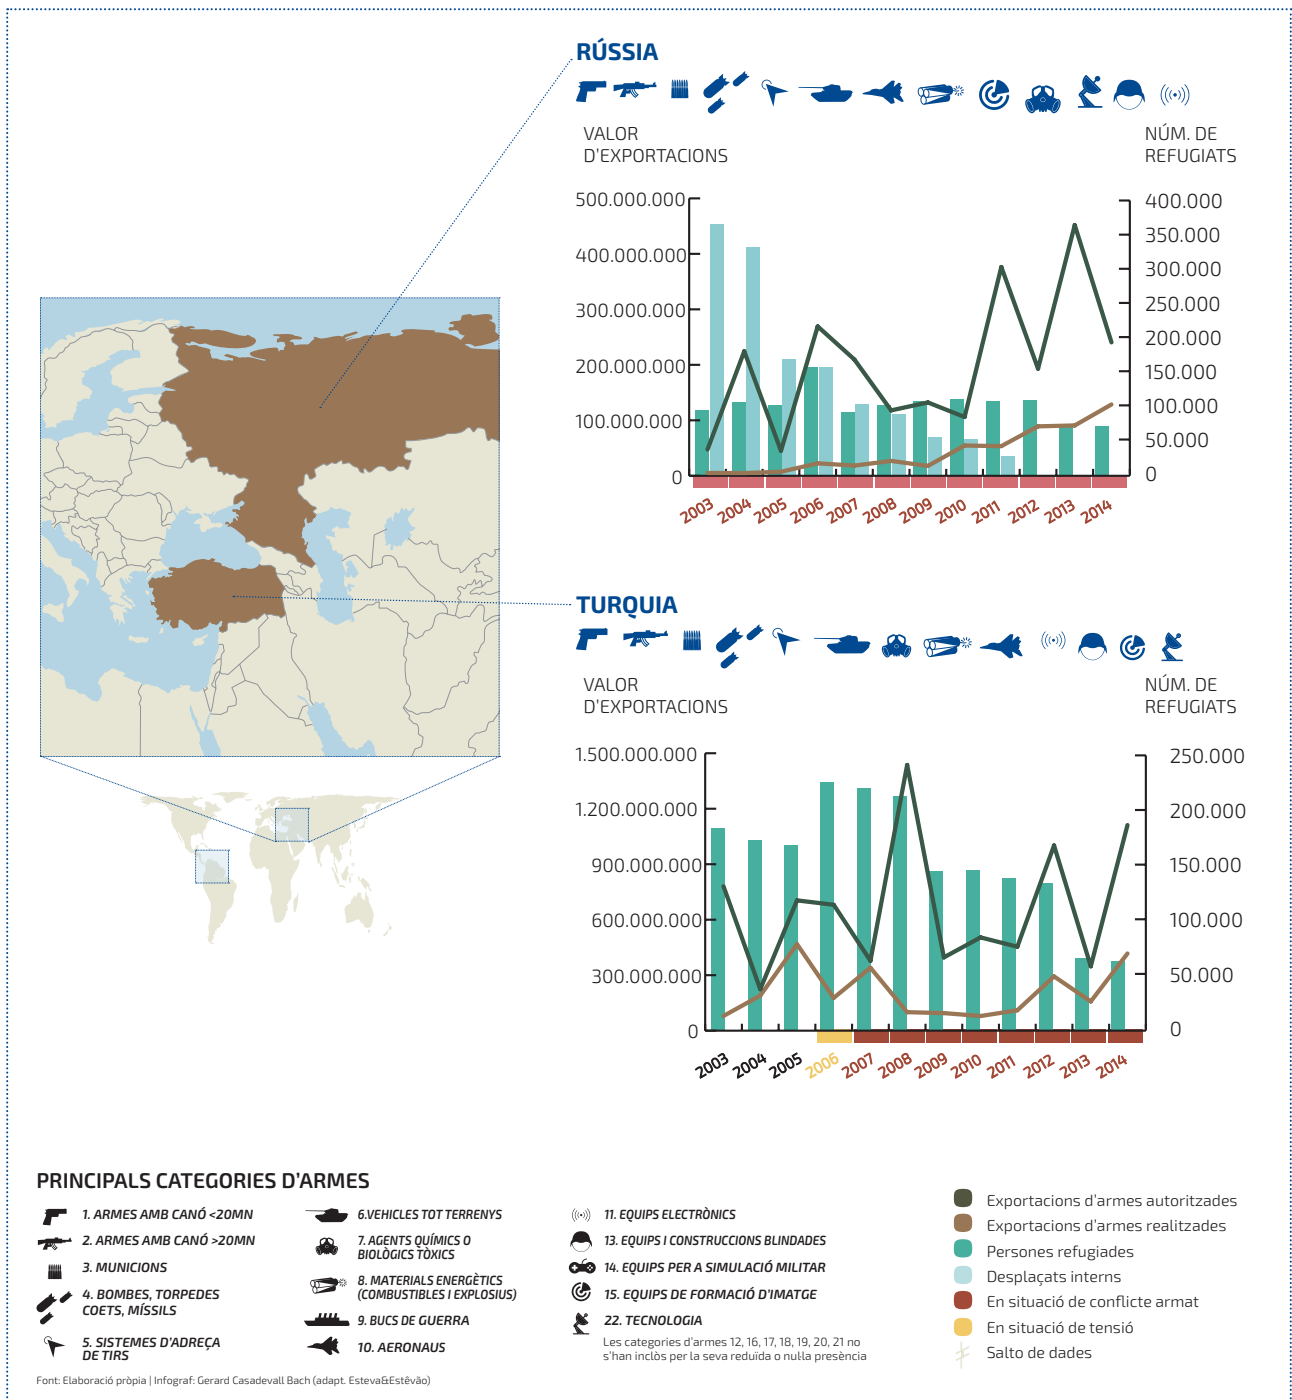 RÚSSIA
VALOR
D'EXPORTACIONS
NÚM. DE
REFUGIATS
500.000.000
400.000.000
300.000.000
200.000.000
100.000.000
0
400.000
350.000
300.000
250.000
200.000
150.000
100.000
50.000
0
2003
2004
2005
2006
2007
2008
2009
2010
2011
2012
2013
2014
TURQUIA
VALOR
D'EXPORTACIONS
NÚM. DE
REFUGIATS
1.500.000.000
1.200.000.000
900.000.000
600.000.000
300.000.000
0
250.000
200.000
150.000
100.000
50.000
0
2003
2004
2005
2006
2007
2008
2009
2010
2011
2012
2013
2014
PRINCIPALS CATEGORIES D'ARMES
1. ARMES AMB CANÓ <20MN
2. ARMES AMB CANÓ >20MN
3. MUNICIONS
4. BOMBES, TORPEDES
COETS, MÍSSILS
5. SISTEMES D'ADREÇA
DE TIRS
6.VEHICLES TOT TERRENYS
7. AGENTS QUÍMICS O
BIOLÒGICS TÒXICS
8. MATERIALS ENERGÈTICS
(COMBUSTIBLES I EXPLOSIUS)
9. BUCS DE GUERRA
10. AERONAUS
11. EQUIPS ELECTRÒNICS
13. EQUIPS I CONSTRUCCIONS BLINDADES
14. EQUIPS PER A SIMULACIÓ MILITAR
15. EQUIPS DE FORMACIÓ D'IMATGE
22. TECNOLOGIA
Les categories d'armes 12, 16, 17, 18, 19, 20, 21 no
s'han inclòs per la seva reduïda o nul·la presència
Exportacions d'armes autoritzades
Exportacions d'armes realitzades
Persones refugiades
Desplaçats interns
En situació de conflicte armat
En situació de tensió
Salto de dades
Font: Elaboració pròpia | Infograf: Gerard Casadevall Bach (adapt. Esteva&Estêvão)